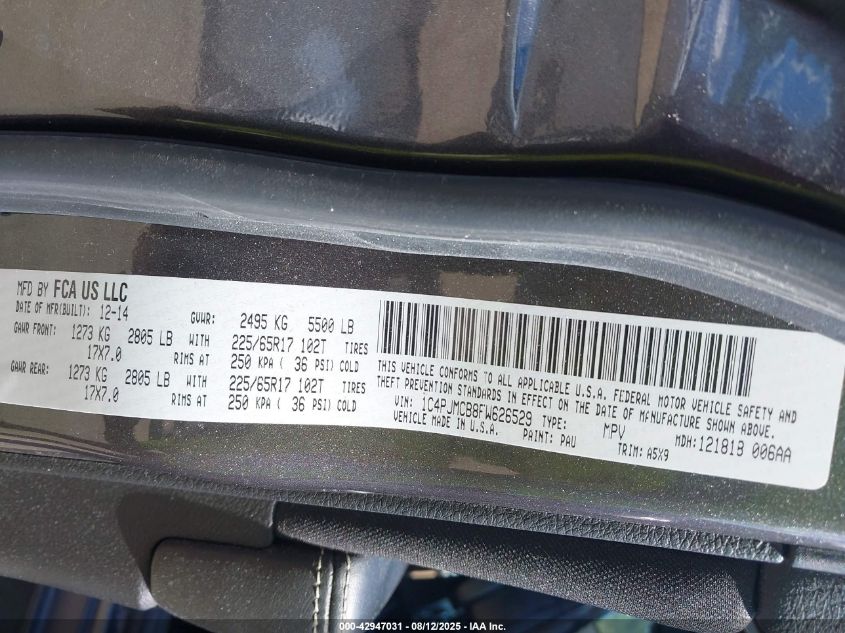 MFD BY FCA US LLC
DATE OF MFR(BUILT): 12-14 GVWR: 2495 KG 5500 LB
GAWR FRONT: 1273 KG 2805 LB WITH 225/65R17 102T TIRES
17X7.0 RIMS AT 250 KPA ( 36 PSI) COLD
GAWR REAR: 1273 KG 2805 LB WITH 225/65R17 102T TIRES
17X7.0 RIMS AT 250 KPA ( 36 PSI) COLD
THIS VEHICLE CONFORMS TO ALL APPLICABLE U.S.A. FEDERAL MOTOR VEHICLE SAFETY AND
THEFT PREVENTION STANDARDS IN EFFECT ON THE DATE OF MANUFACTURE SHOWN ABOVE.
VIN: 1C4PJMCB8FW626529 TYPE: MPV MDH: 121819 006AA
VEHICLE MADE IN U.S.A. PAINT: PAU TRIM: A5X9
000-42947031 - 08/12/2025 - IAA Inc.